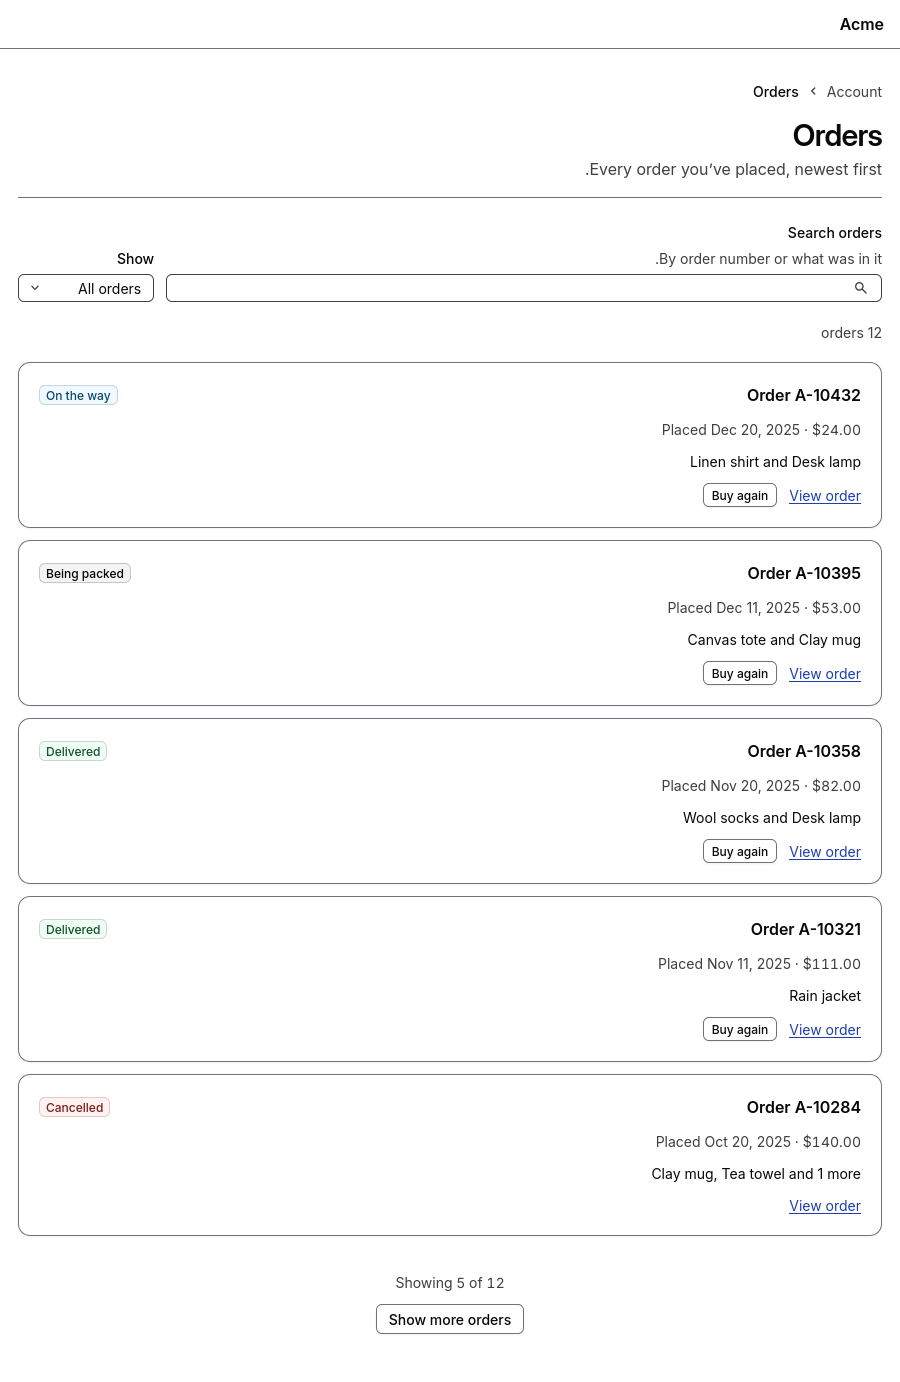 Acme
Account
Orders
Orders
.Every order you’ve placed, newest first
Search orders
.By order number or what was in it
Show
All orders
orders 12
Order A-10432
On the way
Placed Dec 20, 2025 · $24.00
Linen shirt and Desk lamp
View order
Buy again
Order A-10395
Being packed
Placed Dec 11, 2025 · $53.00
Canvas tote and Clay mug
View order
Buy again
Order A-10358
Delivered
Placed Nov 20, 2025 · $82.00
Wool socks and Desk lamp
View order
Buy again
Order A-10321
Delivered
Placed Nov 11, 2025 · $111.00
Rain jacket
View order
Buy again
Order A-10284
Cancelled
Placed Oct 20, 2025 · $140.00
Clay mug, Tea towel and 1 more
View order
Showing 5 of 12
Show more orders